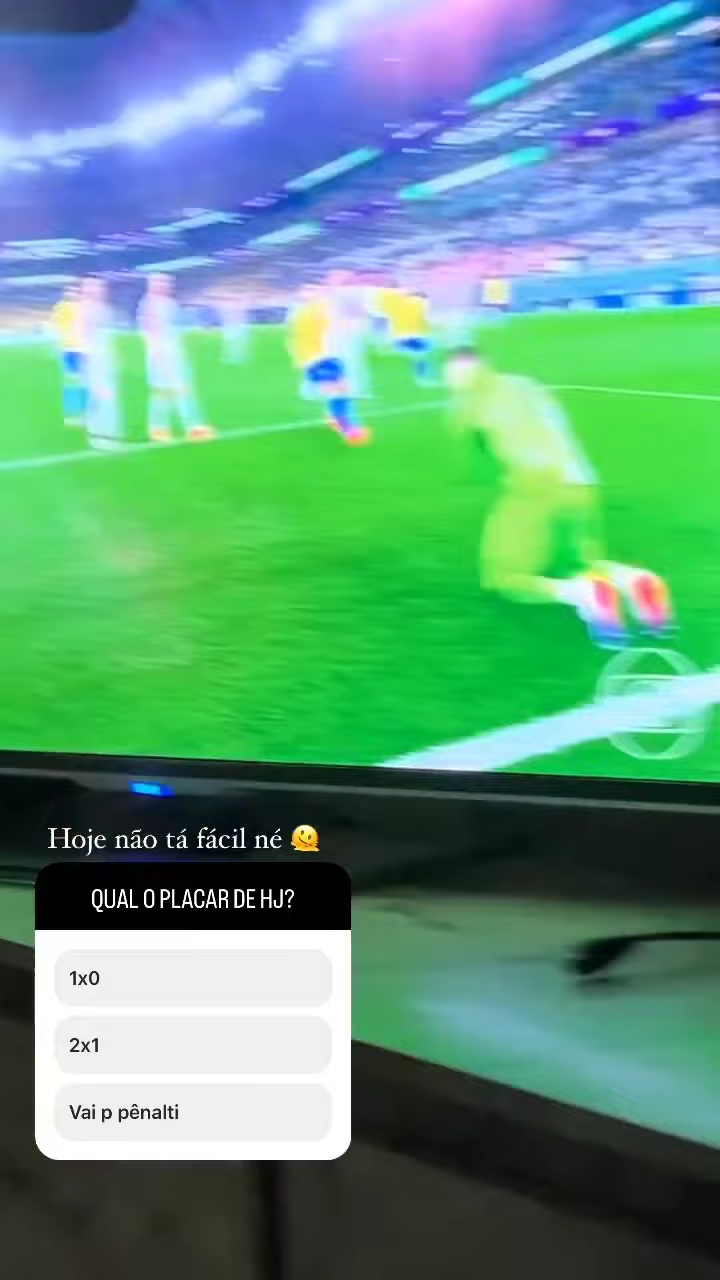 Hoje não tá fácil né 🫠
QUAL O PLACAR DE HJ?
1x0
2x1
Vai p pênalti